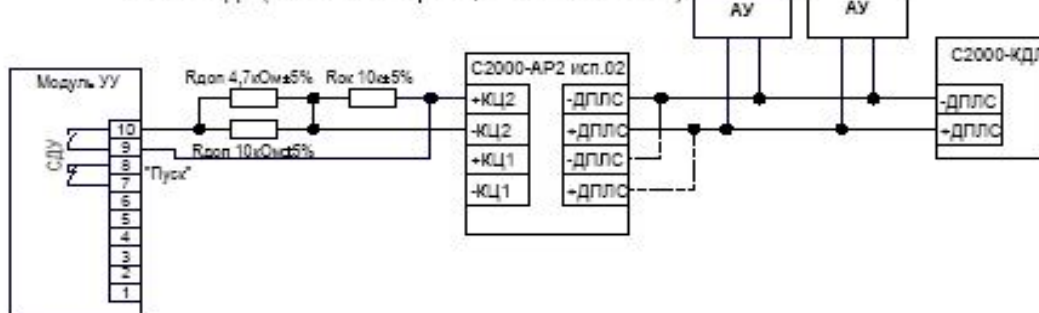 АУ
АУ
Модуль УУ
СДУ
10
9
8
7
6
5
4
3
2
1
"Пуск"
Rдоп 4,7кОм±5%
Rок 10к±5%
Rдоп 10кОм±5%
С2000-АР2 исп.02
+КЦ2
-КЦ2
+КЦ1
-КЦ1
-ДПЛС
+ДПЛС
-ДПЛС
+ДПЛС
С2000-КДЛ
-ДПЛС
+ДПЛС